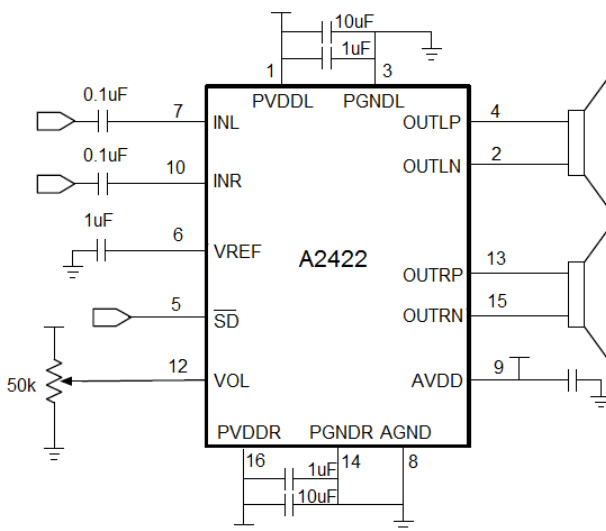 10uF
1uF
1 3
PVDDL PGNDL
0.1uF
7 INL
OUTLP 4
0.1uF
10 INR
OUTLN 2
1uF
6 VREF
A2422
OUTRP 13
5 SD
OUTRN 15
50k
12 VOL
AVDD 9
PVDDR PGNDR AGND
16 14 8
1uF
10uF